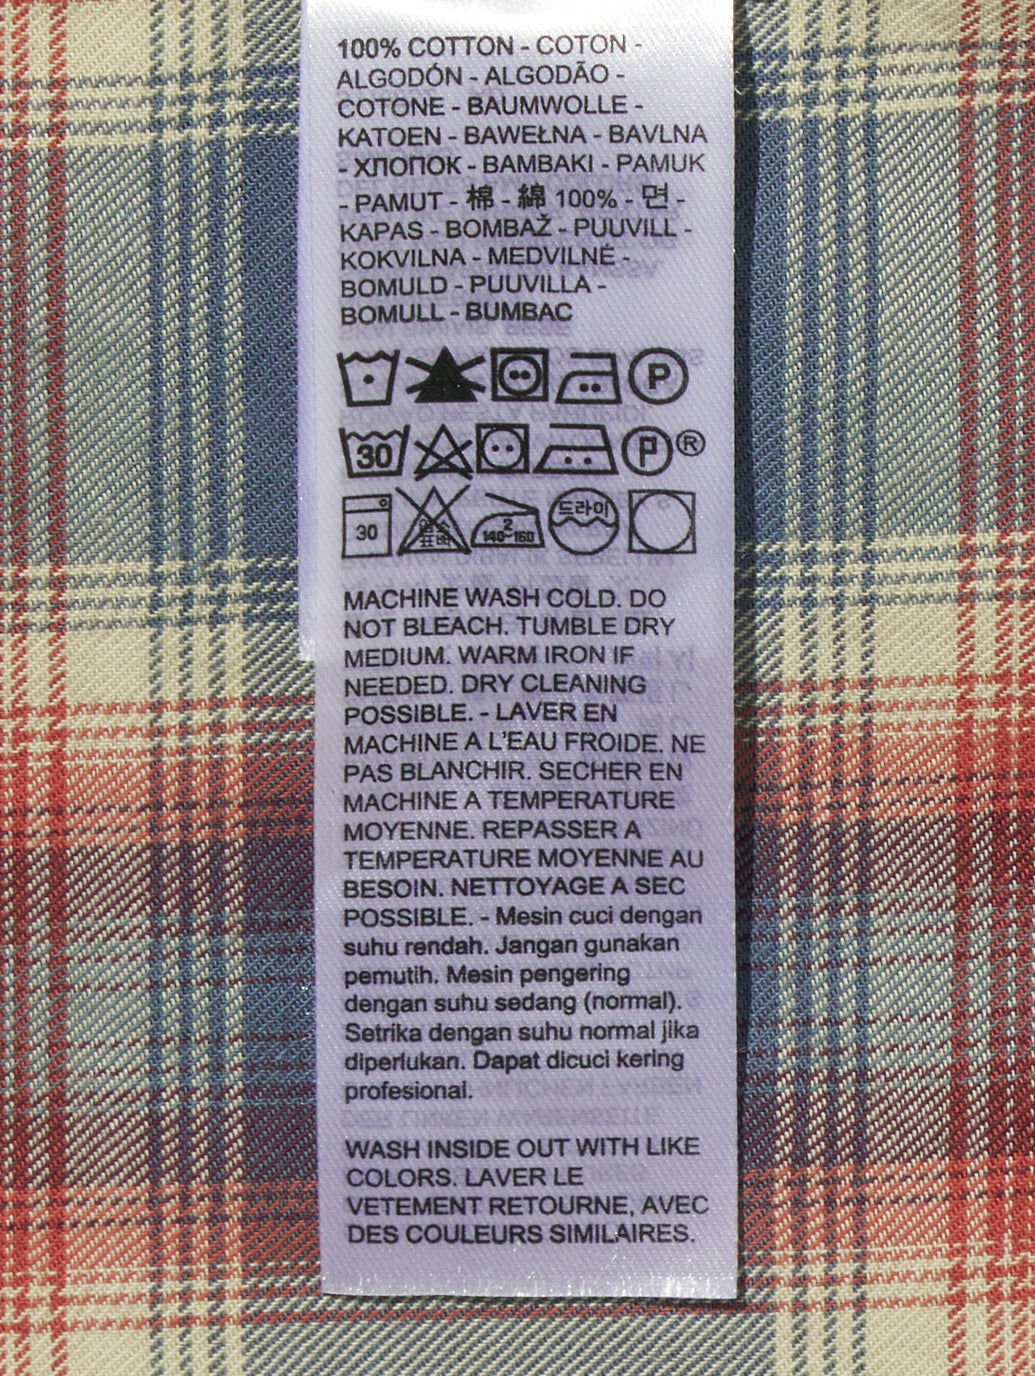 100% COTTON - COTON -
ALGODÓN - ALGODÃO -
COTONE - BAUMWOLLE -
KATOEN - BAWEŁNA - BAVLNA
- ХЛОПОК - BAMBAKI - PAMUK
- PAMUT - 棉 - 綿 100% - 면 -
KAPAS - BOMBAŽ - PUUVILL -
KOKVILNA - MEDVILNĖ -
BOMULD - PUUVILLA -
BOMULL - BUMBAC
P
30 P ®
30 염소 표백 2 140~160 드라이
MACHINE WASH COLD. DO
NOT BLEACH. TUMBLE DRY
MEDIUM. WARM IRON IF
NEEDED. DRY CLEANING
POSSIBLE. - LAVER EN
MACHINE A L'EAU FROIDE. NE
PAS BLANCHIR. SECHER EN
MACHINE A TEMPERATURE
MOYENNE. REPASSER A
TEMPERATURE MOYENNE AU
BESOIN. NETTOYAGE A SEC
POSSIBLE. - Mesin cuci dengan
suhu rendah. Jangan gunakan
pemutih. Mesin pengering
dengan suhu sedang (normal).
Setrika dengan suhu normal jika
diperlukan. Dapat dicuci kering
profesional.
WASH INSIDE OUT WITH LIKE
COLORS. LAVER LE
VETEMENT RETOURNE, AVEC
DES COULEURS SIMILAIRES.